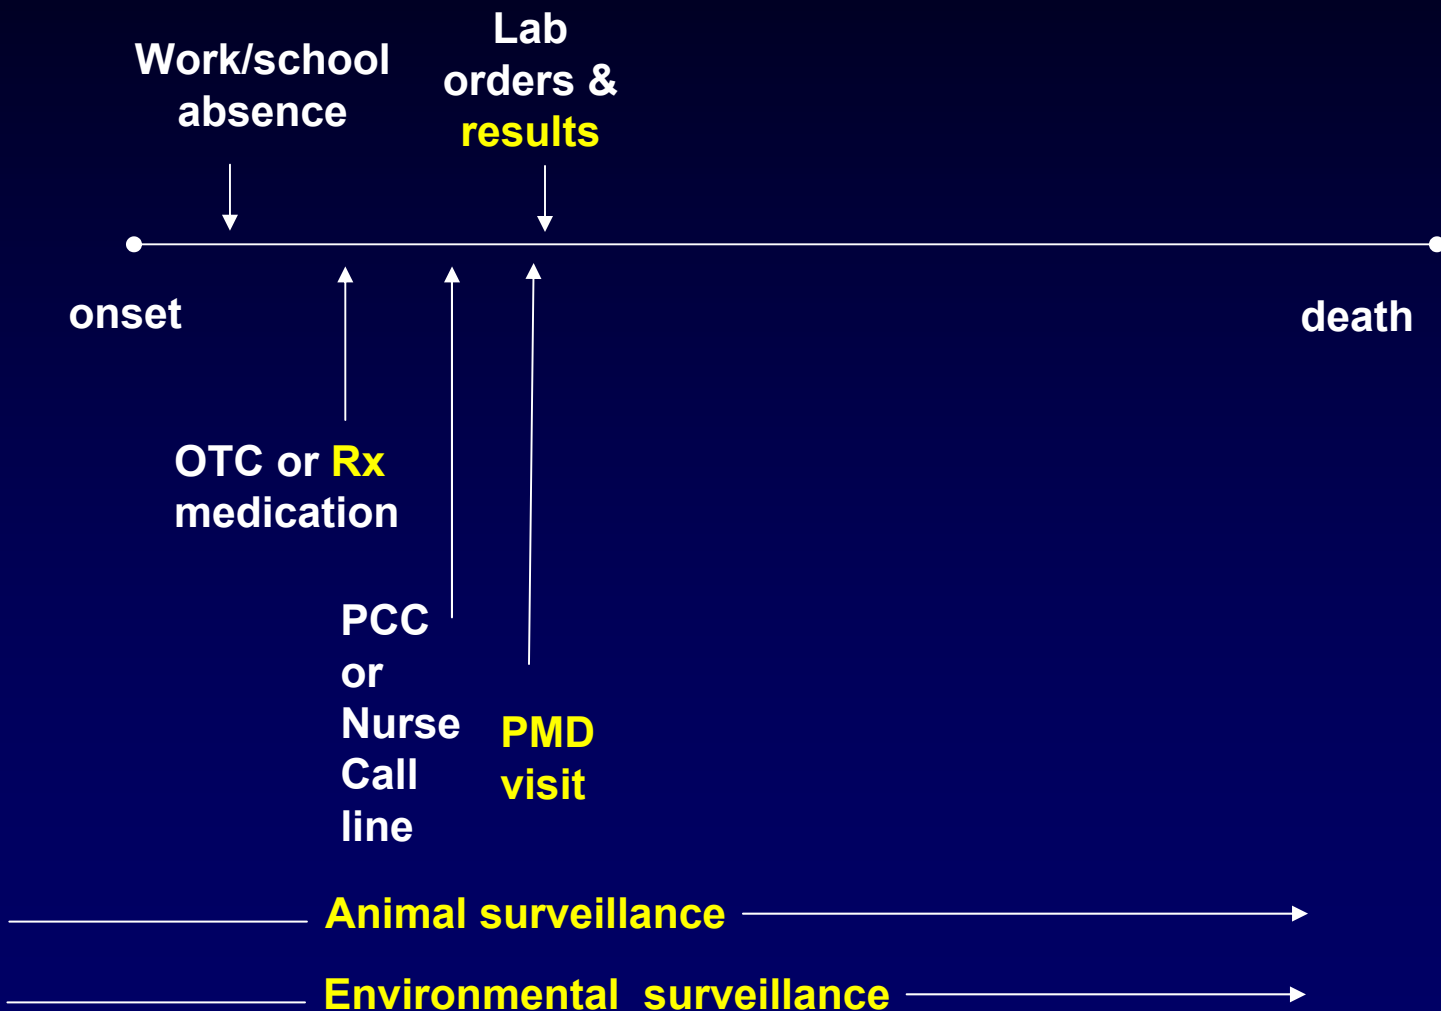 Work/school
absence
Lab
orders &
results
onset
death
OTC or Rx
medication
PCC
or
Nurse
Call
line
PMD
visit
Animal surveillance
Environmental surveillance